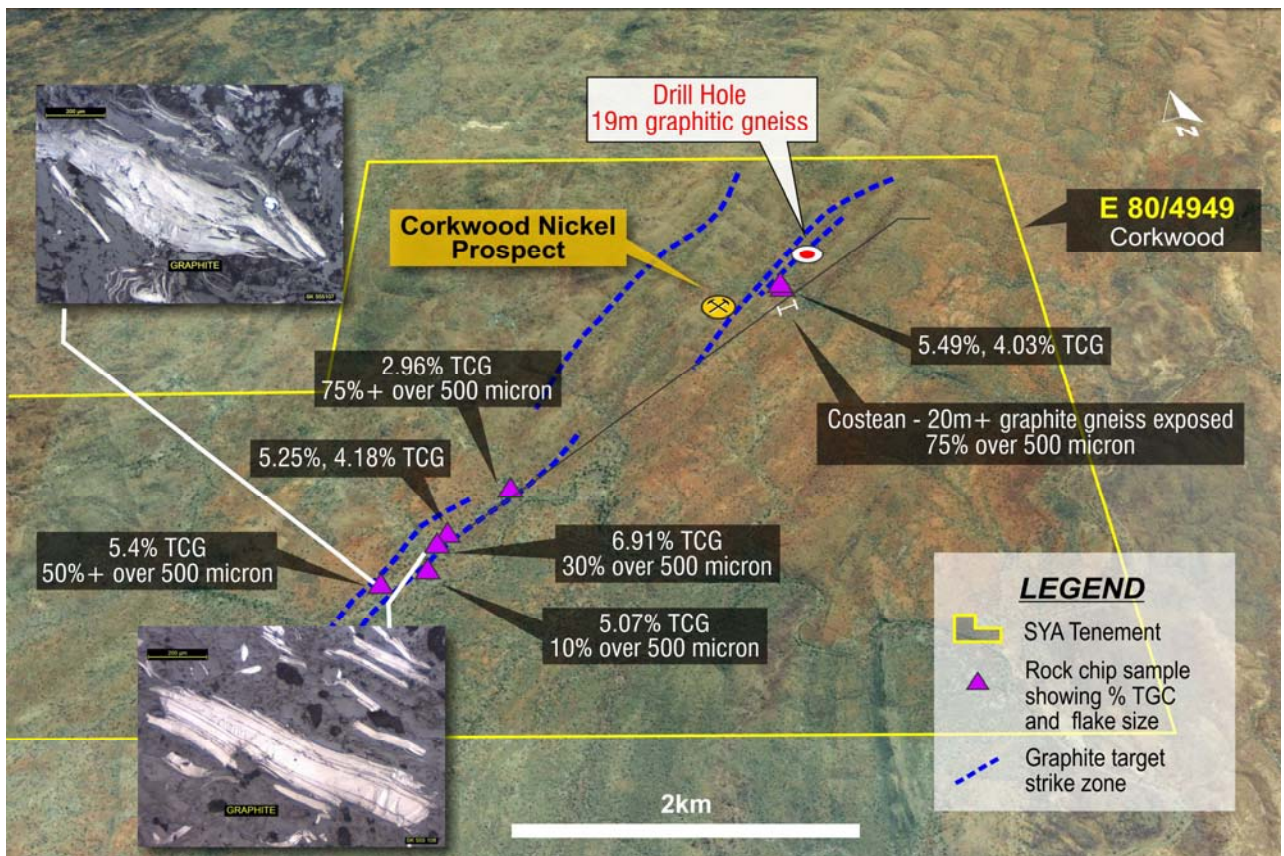 200 µm
GRAPHITE
Drill Hole
19m graphitic gneiss
N
E 80/4949
Corkwood
Corkwood Nickel
Prospect
2.96% TCG
75%+ over 500 micron
5.49%, 4.03% TCG
Costean - 20m+ graphite gneiss exposed
75% over 500 micron
5.25%, 4.18% TCG
5.4% TCG
50%+ over 500 micron
6.91% TCG
30% over 500 micron
5.07% TCG
10% over 500 micron
200 µm
GRAPHITE
LEGEND
SYA Tenement
Rock chip sample
showing % TGC
and flake size
Graphite target
strike zone
2km